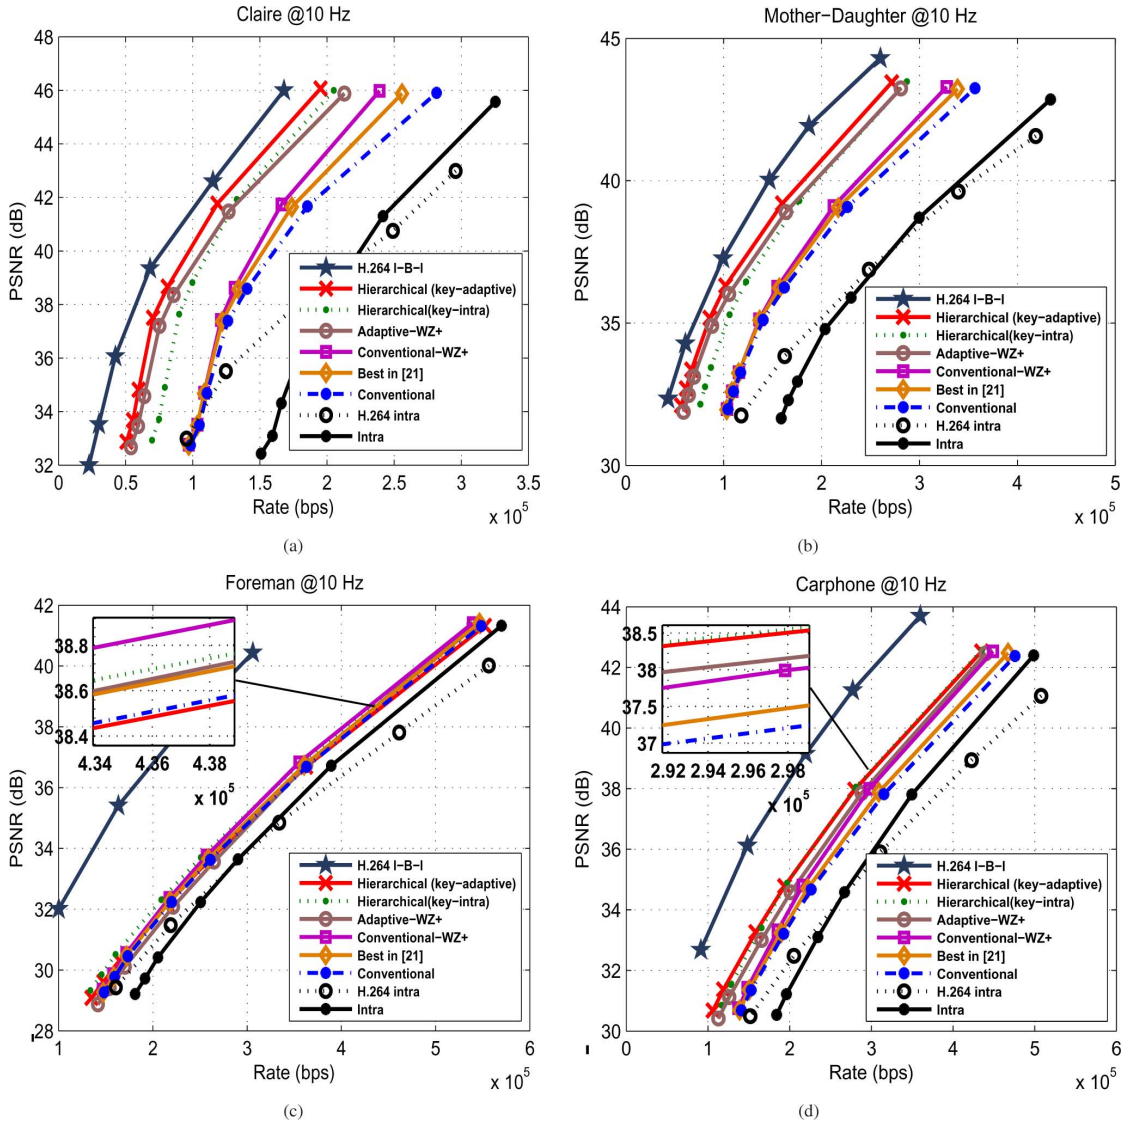 Claire @10 Hz
48
46
44
42
40
38
36
34
32
PSNR (dB)
H.264 I-B-I
Hierarchical (key-adaptive)
Hierarchical(key-intra)
Adaptive-WZ+
Conventional-WZ+
Best in [21]
Conventional
H.264 intra
Intra
0 0.5 1 1.5 2 2.5 3 3.5
Rate (bps)
x 10^5
(a)
Mother-Daughter @10 Hz
45
40
35
30
PSNR (dB)
H.264 I-B-I
Hierarchical (key-adaptive)
Hierarchical(key-intra)
Adaptive-WZ+
Conventional-WZ+
Best in [21]
Conventional
H.264 intra
Intra
0 1 2 3 4 5
Rate (bps)
x 10^5
(b)
Foreman @10 Hz
42
40
38
36
34
32
30
28
PSNR (dB)
38.8
38.6
38.4
4.34 4.36 4.38
x 10^5
H.264 I-B-I
Hierarchical (key-adaptive)
Hierarchical(key-intra)
Adaptive-WZ+
Conventional-WZ+
Best in [21]
Conventional
H.264 intra
Intra
1 2 3 4 5 6
Rate (bps)
x 10^5
(c)
Carphone @10 Hz
44
42
40
38
36
34
32
30
PSNR (dB)
38.5
38
37.5
37
2.92 2.94 2.96 2.98
x 10^5
H.264 I-B-I
Hierarchical (key-adaptive)
Hierarchical(key-intra)
Adaptive-WZ+
Conventional-WZ+
Best in [21]
Conventional
H.264 intra
Intra
0 1 2 3 4 5 6
Rate (bps)
x 10^5
(d)